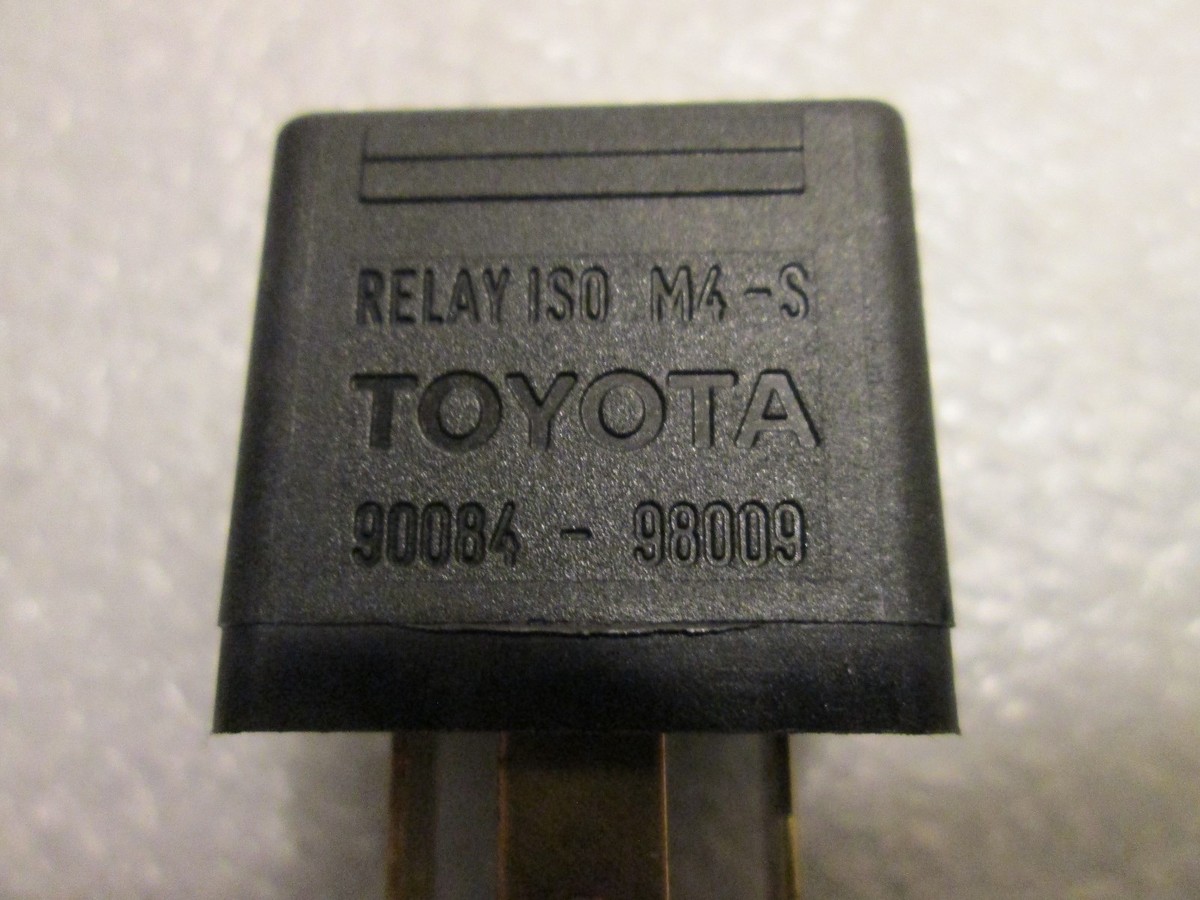 RELAY ISO M4-S
TOYOTA
90084 - 98009